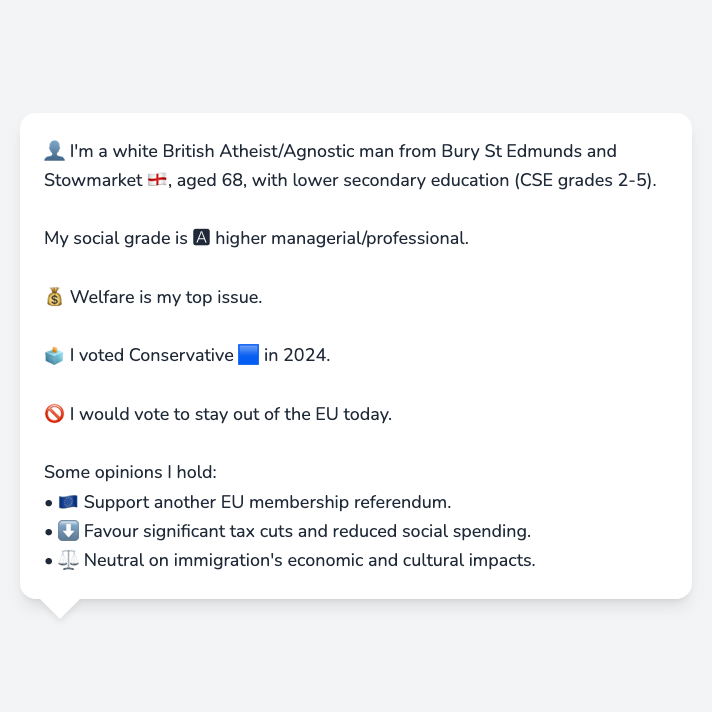 👤 I'm a white British Atheist/Agnostic man from Bury St Edmunds and
Stowmarket 🏴󠁧󠁢󠁥󠁮󠁧󠁿, aged 68, with lower secondary education (CSE grades 2-5).
My social grade is 🅰 higher managerial/professional.
💰 Welfare is my top issue.
🗳️ I voted Conservative 🟦 in 2024.
🚫 I would vote to stay out of the EU today.
Some opinions I hold:
• 🇪🇺 Support another EU membership referendum.
• ⬇️ Favour significant tax cuts and reduced social spending.
• ⚖️ Neutral on immigration's economic and cultural impacts.